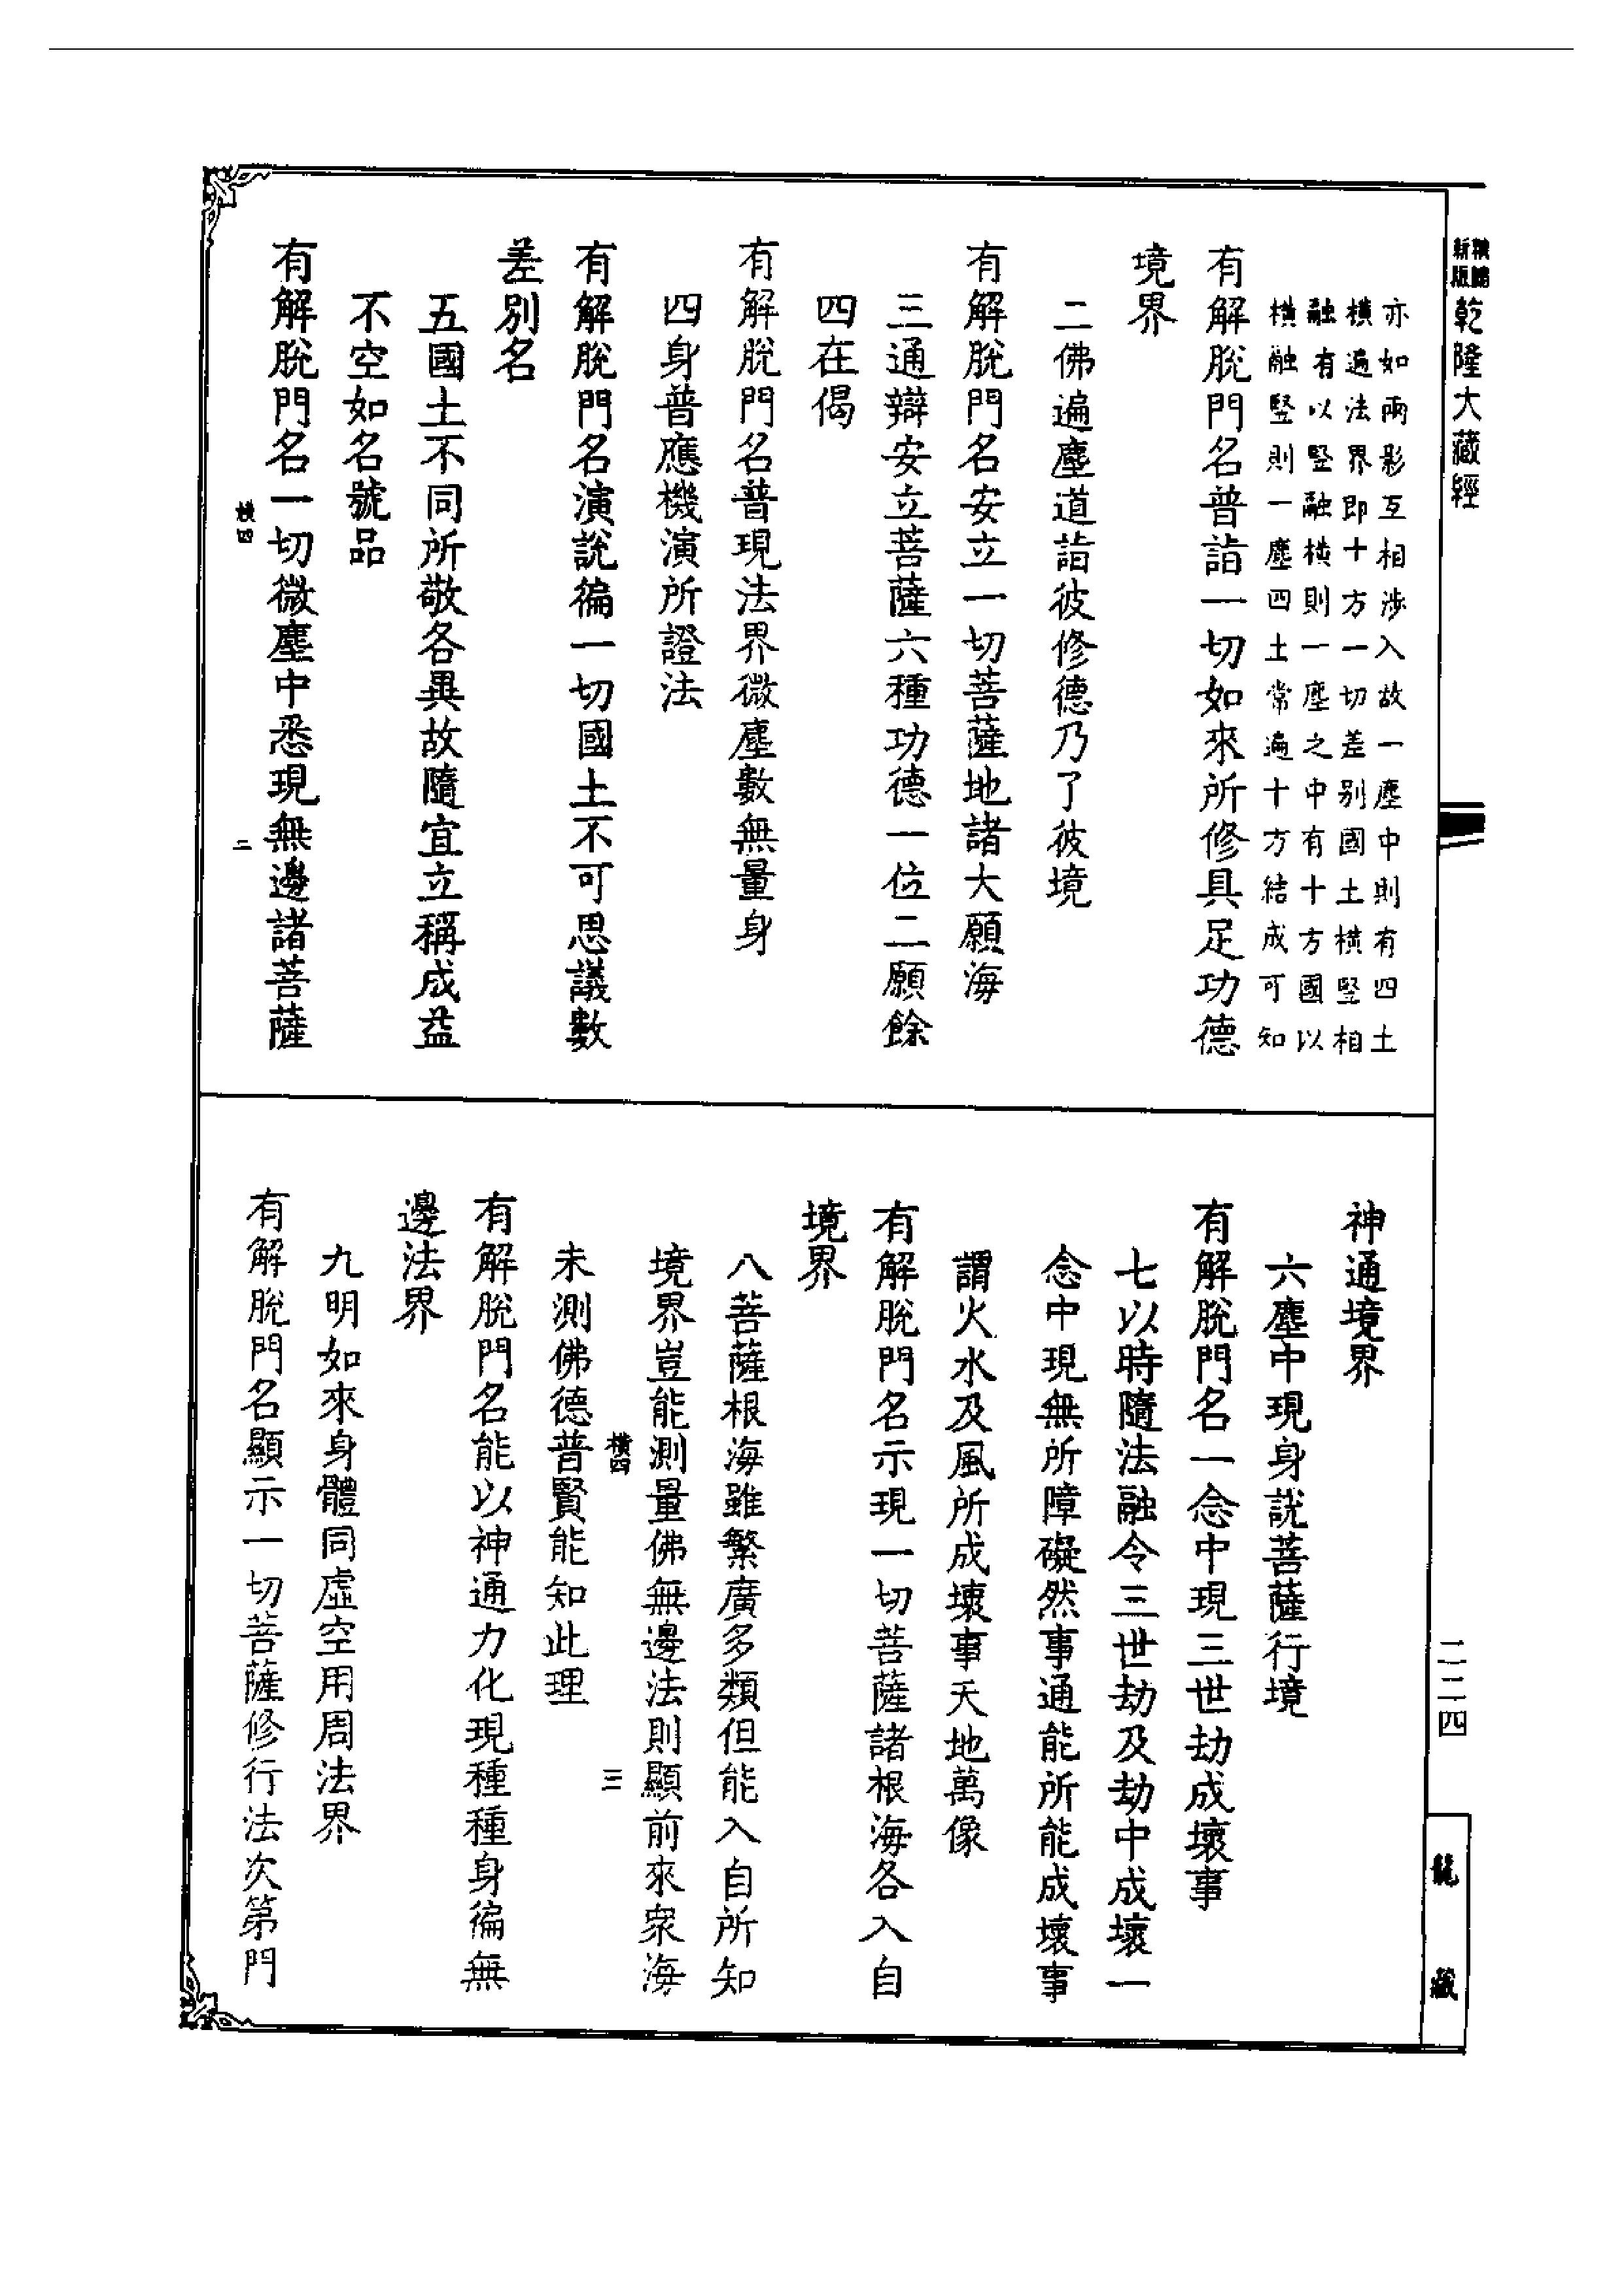 新版
乾隆大藏經
亦如兩影互相涉入故一塵中則有四土
橫遍法界即十方一切差别國土橫竪相
融有以竪融橫則一塵之中有十方國以
橫融竪則一塵四土常遍十方結成可知
有解脫門名普詣一切如來所修具足功德
境界
二佛遍塵道詣彼修德乃了彼境
有解脫門名安立一切菩薩地諸大願海
三通辯安立菩薩六種功德一位二願餘
四在偈
有解脫門名普現法界微塵數無量身
四身普應機演所證法
有解脫門名演說徧一切國土不可思議數
差別名
五國土不同所敬各異故隨宜立稱成益
不空如名號品
有解脫門名一切微塵中悉現無邊諸菩薩
橫四
二
神通境界
六塵中現身說菩薩行境
有解脫門名一念中現三世劫成壞事
七以時隨法融令三世劫及劫中成壞一
念中現無所障礙然事通能所能成壞事
謂火水及風所成壞事天地萬像
有解脫門名示現一切菩薩諸根海各入自
境界
八菩薩根海雖繁廣多類但能入自所知
境界豈能測量佛無邊法則顯前來衆海
橫四
三
未測佛德普賢能知此理
有解脫門名能以神通力化現種種身徧無
邊法界
九明如來身體同虛空用周法界
有解脫門名顯示一切菩薩修行法次第門
二二四
龍藏